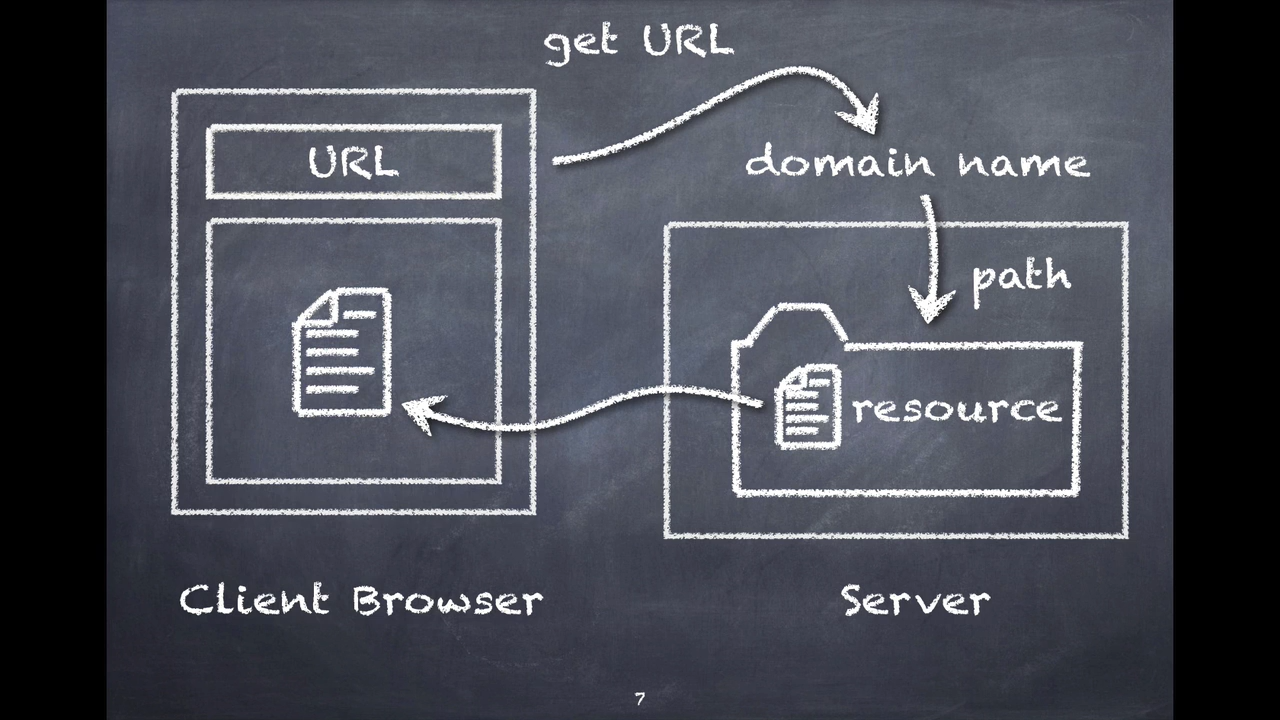 get URL
URL
domain name
path
resource
Client Browser
Server
7